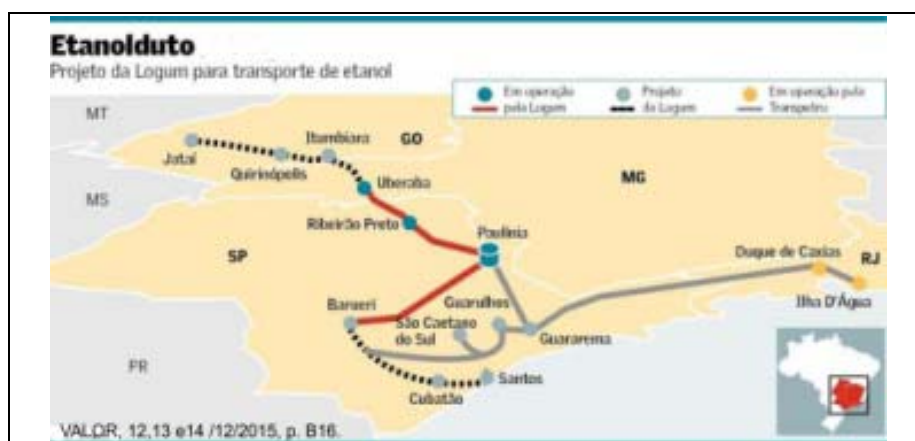 Etanolduto
Projeto da Logum para transporte de etanol
Em operação
pela Logum
Projeto
da Logum
Em operação pela
Transpetro
MT
Itumbiara
GO
Jataí
Quirinópolis
Uberaba
MG
MS
Ribeirão Preto
Paulínia
SP
Duque de Caxias
RJ
Barueri
Guarulhos
Ilha D'Água
São Caetano
do Sul
Guararema
PR
Santos
Cubatão
VALOR, 12,13 e14 /12/2015, p. B16.